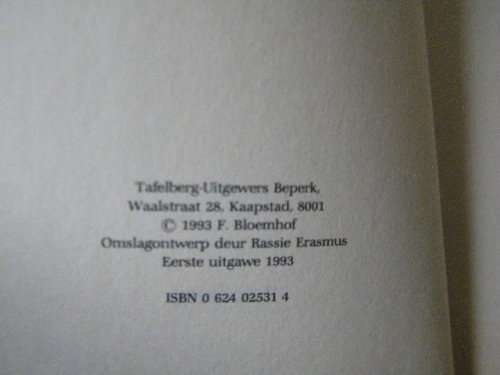 Tafelberg-Uitgewers Beperk,
Waalstraat 28, Kaapstad, 8001
© 1993 F. Bloemhof
Omslagontwerp deur Rassie Erasmus
Eerste uitgawe 1993
ISBN 0 624 02531 4